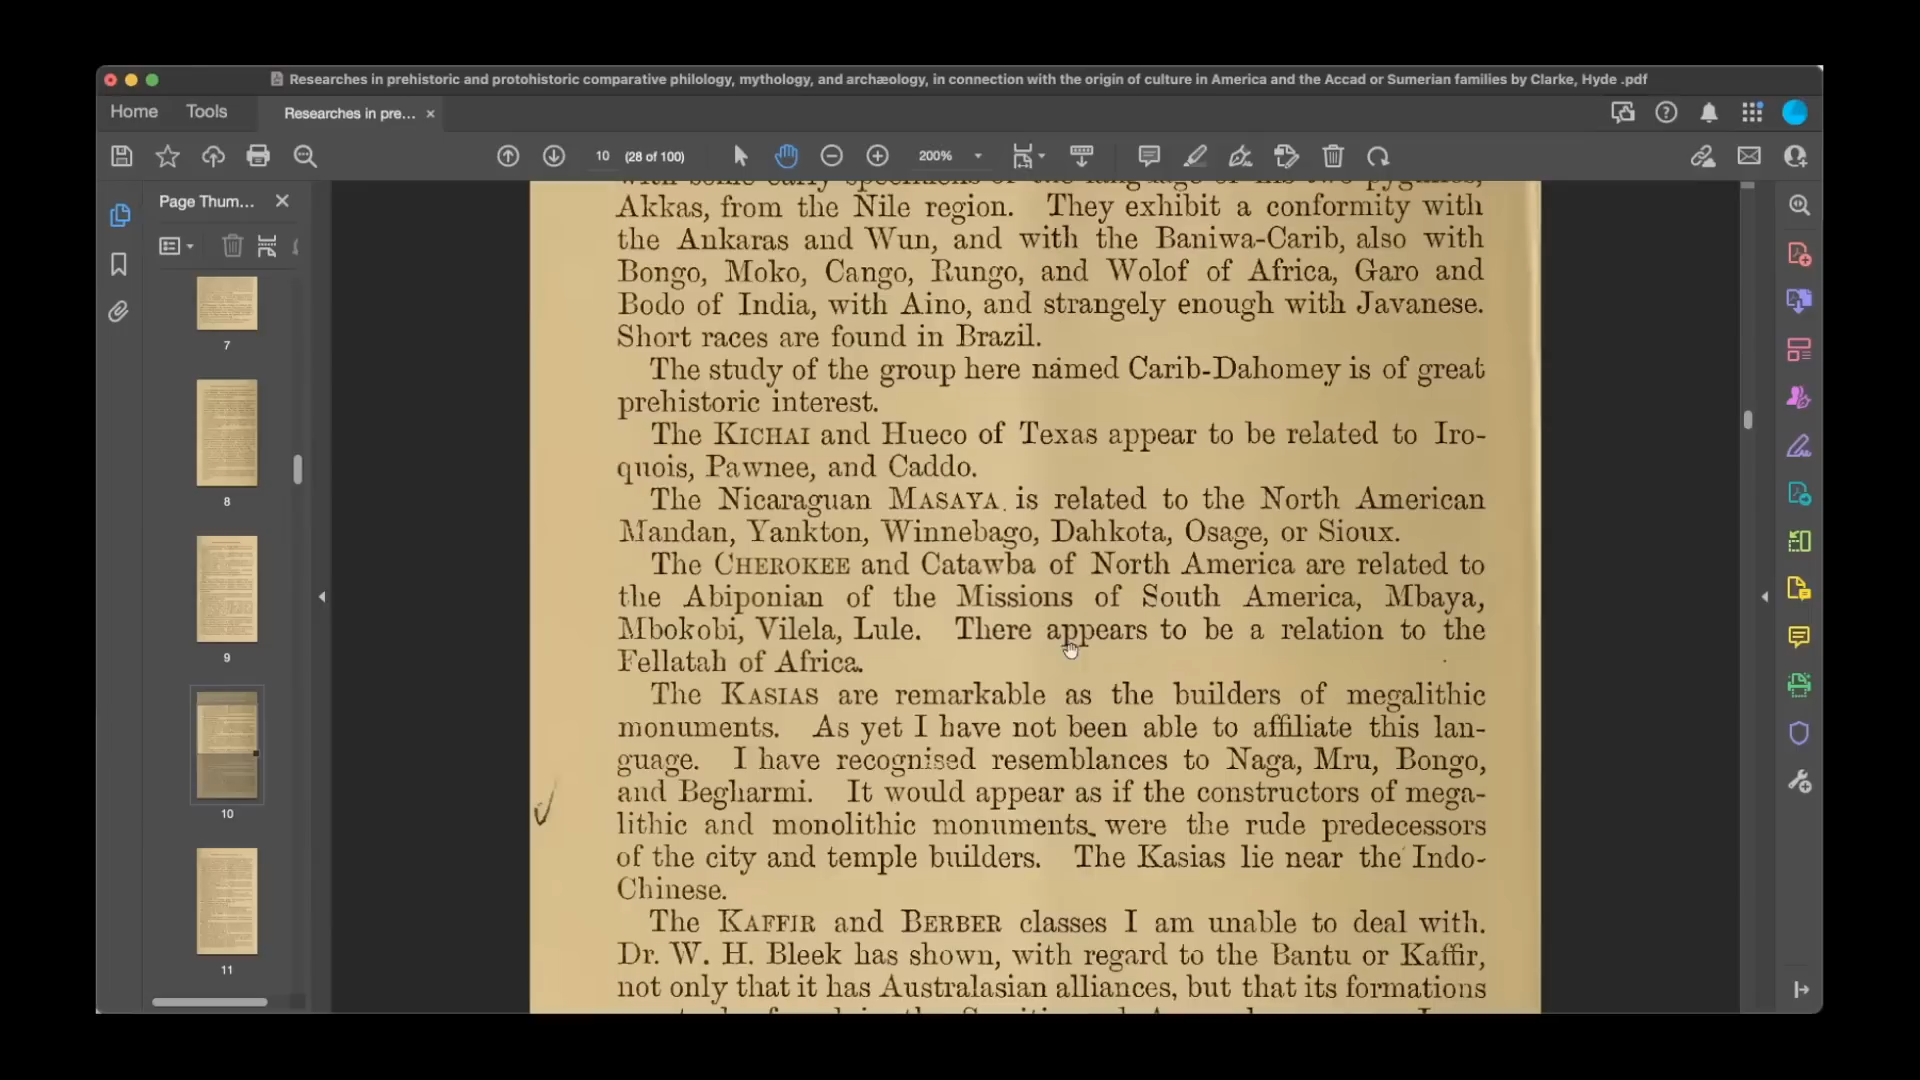 Researches in prehistoric and protohistoric comparative philology, mythology, and archæology, in connection with the origin of culture in America and the Accad or Sumerian families by Clarke, Hyde .pdf
Home
Tools
Researches in pre...
10 (28 of 100)
200%
Page Thum...
7
8
9
10
11
Akkas, from the Nile region. They exhibit a conformity with
the Ankaras and Wun, and with the Baniwa-Carib, also with
Bongo, Moko, Cango, Rungo, and Wolof of Africa, Garo and
Bodo of India, with Aino, and strangely enough with Javanese.
Short races are found in Brazil.
The study of the group here named Carib-Dahomey is of great
prehistoric interest.
The KICHAI and Hueco of Texas appear to be related to Iro-
quois, Pawnee, and Caddo.
The Nicaraguan MASAYA is related to the North American
Mandan, Yankton, Winnebago, Dahkota, Osage, or Sioux.
The CHEROKEE and Catawba of North America are related to
the Abiponian of the Missions of South America, Mbaya,
Mbokobi, Vilela, Lule. There appears to be a relation to the
Fellatah of Africa.
The KASIAS are remarkable as the builders of megalithic
monuments. As yet I have not been able to affiliate this lan-
guage. I have recognised resemblances to Naga, Mru, Bongo,
and Begharmi. It would appear as if the constructors of mega-
lithic and monolithic monuments were the rude predecessors
of the city and temple builders. The Kasias lie near the Indo-
Chinese.
The KAFFIR and BERBER classes I am unable to deal with.
Dr. W. H. Bleek has shown, with regard to the Bantu or Kaffir,
not only that it has Australasian alliances, but that its formations